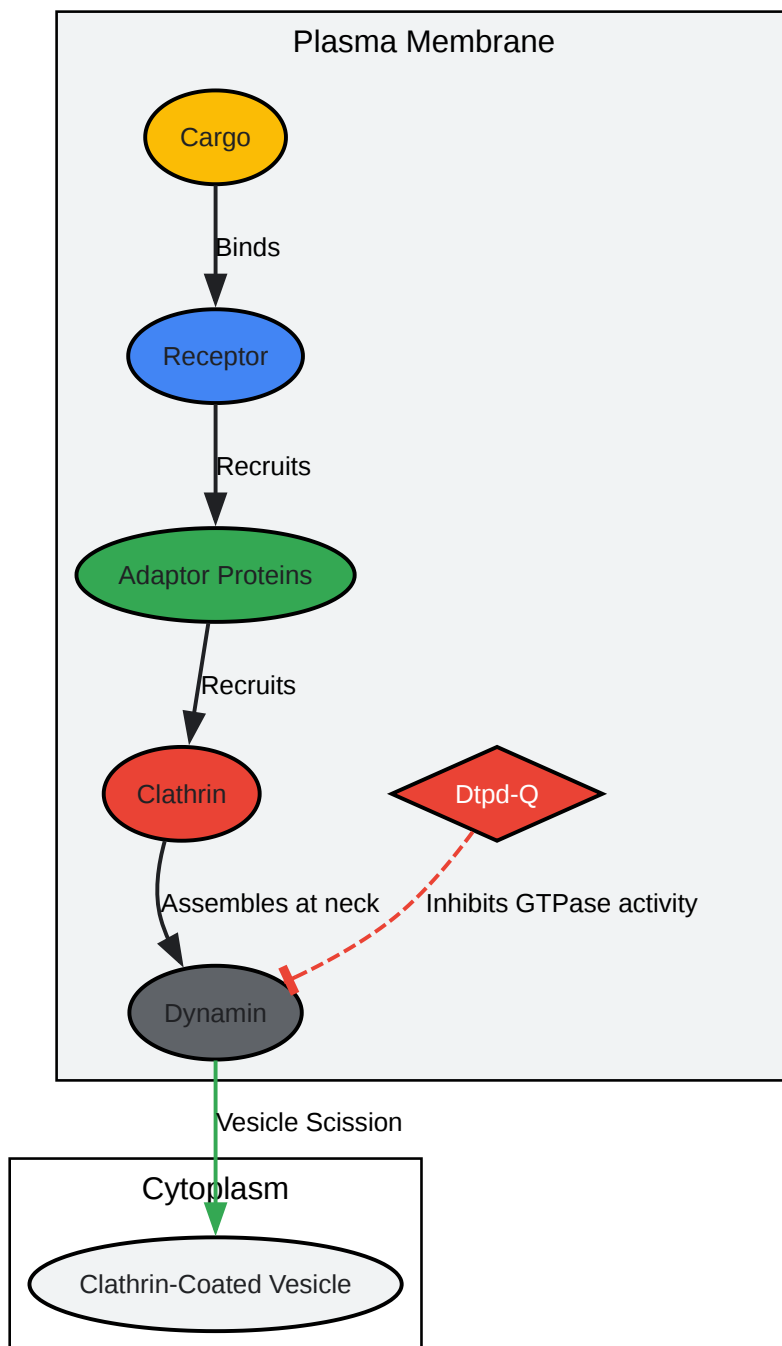 Plasma Membrane
Cargo
Binds
Receptor
Recruits
Adaptor Proteins
Recruits
Clathrin
Dtpd-Q
Assembles at neck
Inhibits GTPase activity
Dynamin
Vesicle Scission
Cytoplasm
Clathrin-Coated Vesicle